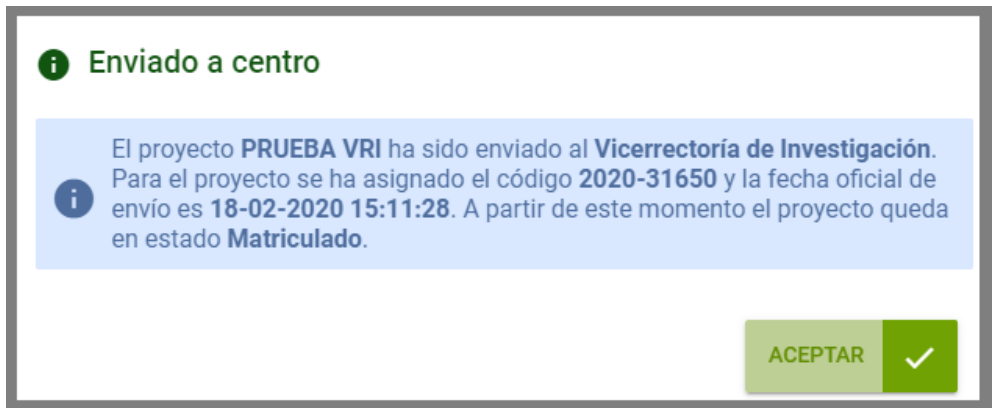 Enviado a centro
El proyecto PRUEBA VRI ha sido enviado al Vicerrectoría de Investigación.
Para el proyecto se ha asignado el código 2020-31650 y la fecha oficial de
envío es 18-02-2020 15:11:28. A partir de este momento el proyecto queda
en estado Matriculado.
ACEPTAR